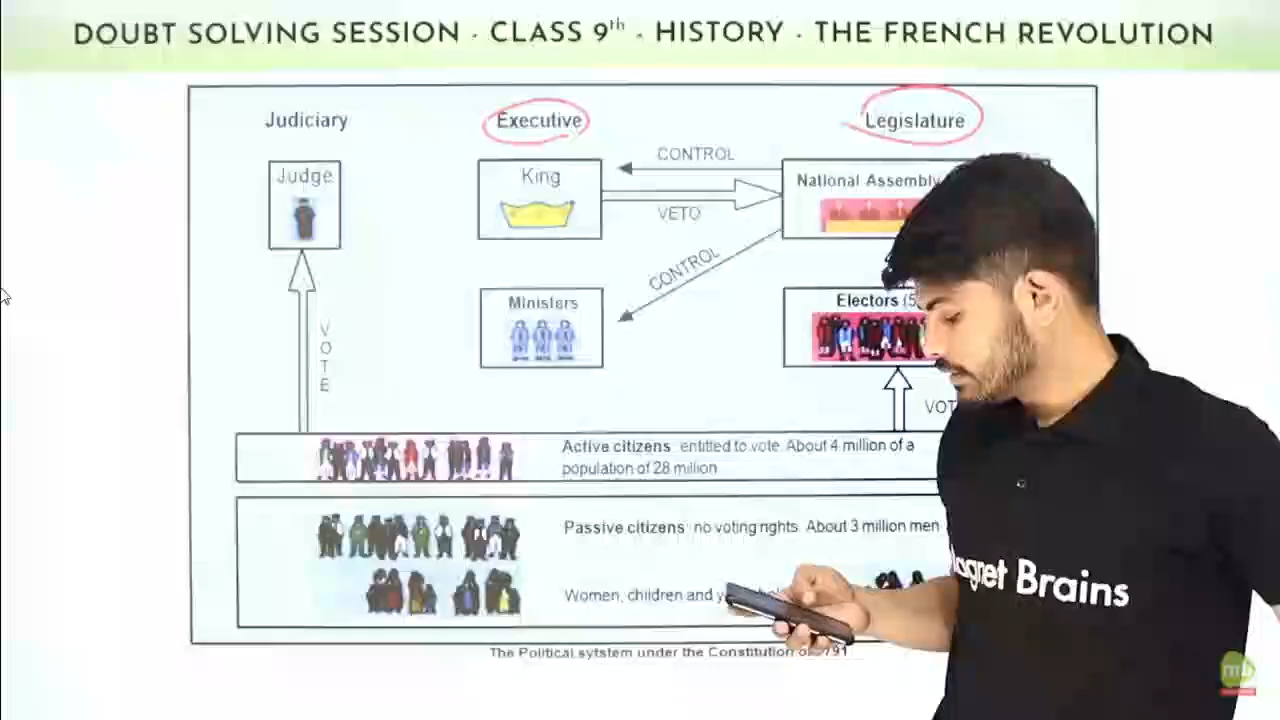 DOUBT SOLVING SESSION · CLASS 9th · HISTORY · THE FRENCH REVOLUTION
Judiciary
Executive
Legislature
Judge
King
CONTROL
VETO
National Assembly
CONTROL
Ministers
Electors
VOTE
Active citizens entitled to vote. About 4 million of a
population of 28 million
Passive citizens no voting rights. About 3 million men
Women, children and
The Political sytstem under the Constitution
Magnet Brains
mb